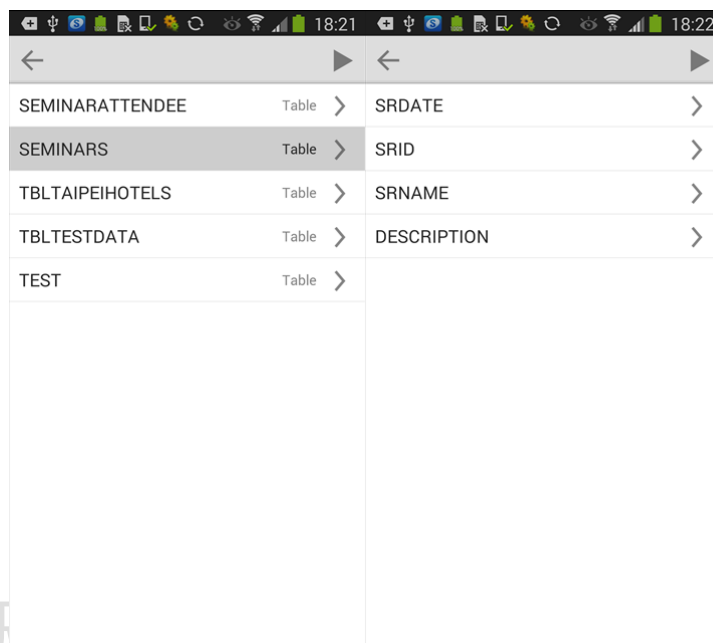 18:21
SEMINARATTENDEE Table
SEMINARS Table
TBLTAIPEIHOTELS Table
TBLTESTDATA Table
TEST Table
18:22
SRDATE
SRID
SRNAME
DESCRIPTION